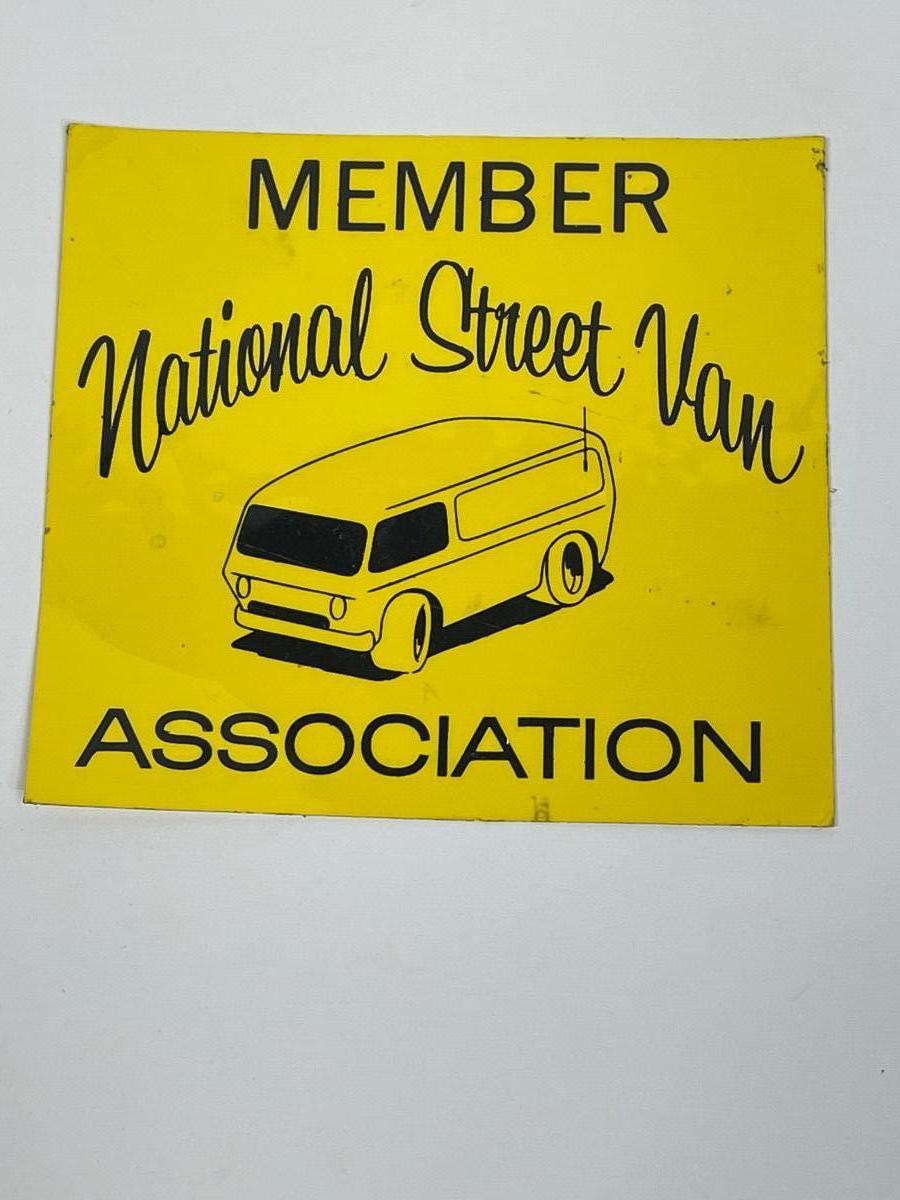 MEMBER
National Street Van
ASSOCIATION